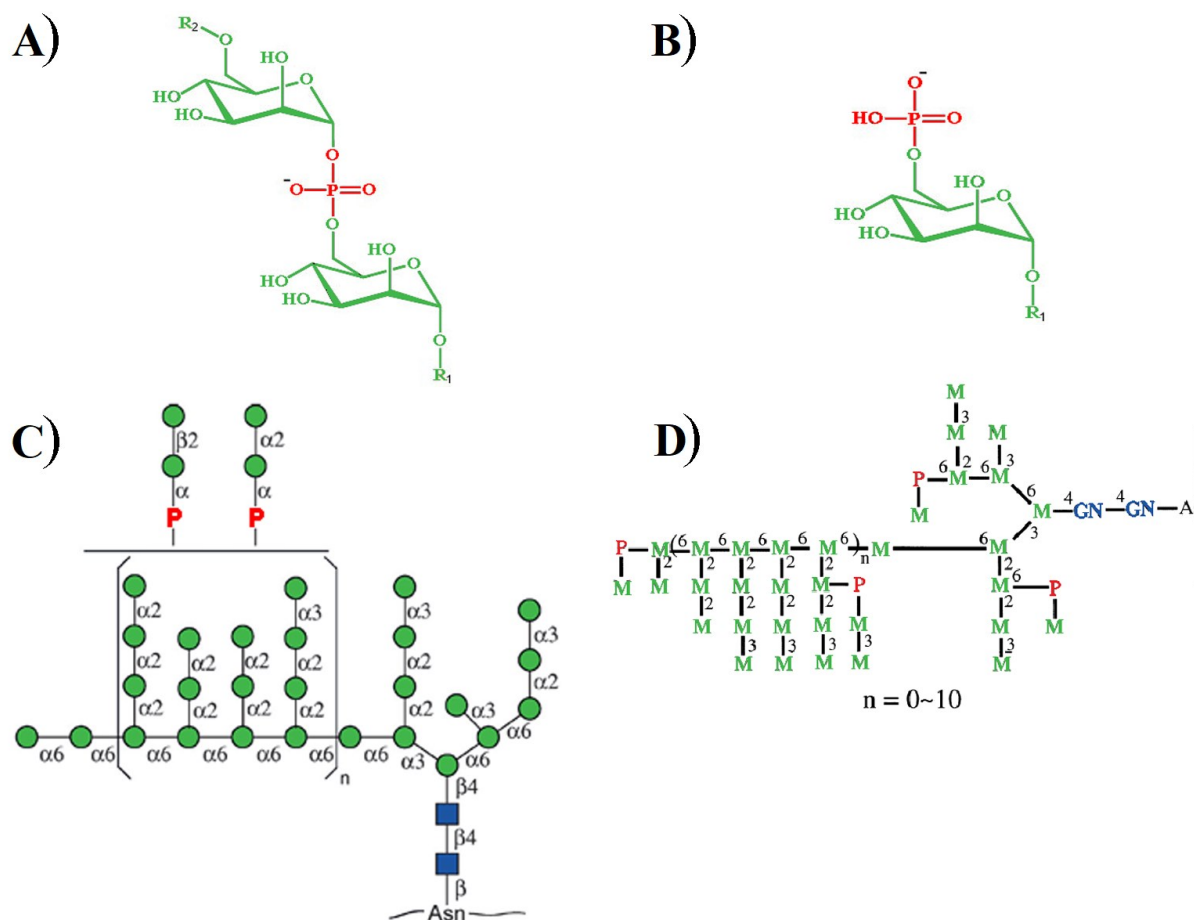 A)
R₂
O
HO
O
HO
HO
O
⁻O P O
O
HO
O
HO
HO
O
R₁
B)
O⁻
HO P O
O
HO
O
HO
HO
O
R₁
C)
β2 α2
α α
P P
α2 α3
α2 α2 α2 α2 α3 α3
α2 α2 α2 α2 α2 α3 α2
α6 α6 α6 α6 α6 α6 n α6 α3 α6 α6
β4
β4
β
Asn
D)
M
3
M M
6 2 6 3
P M M
M 6
M 4 GN 4 GN A
3
P M (6 M 6 M 6 M 6 M 6)n M 6 M
2 2 2 2 2 2
M M M M M M P M 6 P
2 2 2 2 2
M M M M M M M
3 3 3 3 3
M M M M M
n = 0~10